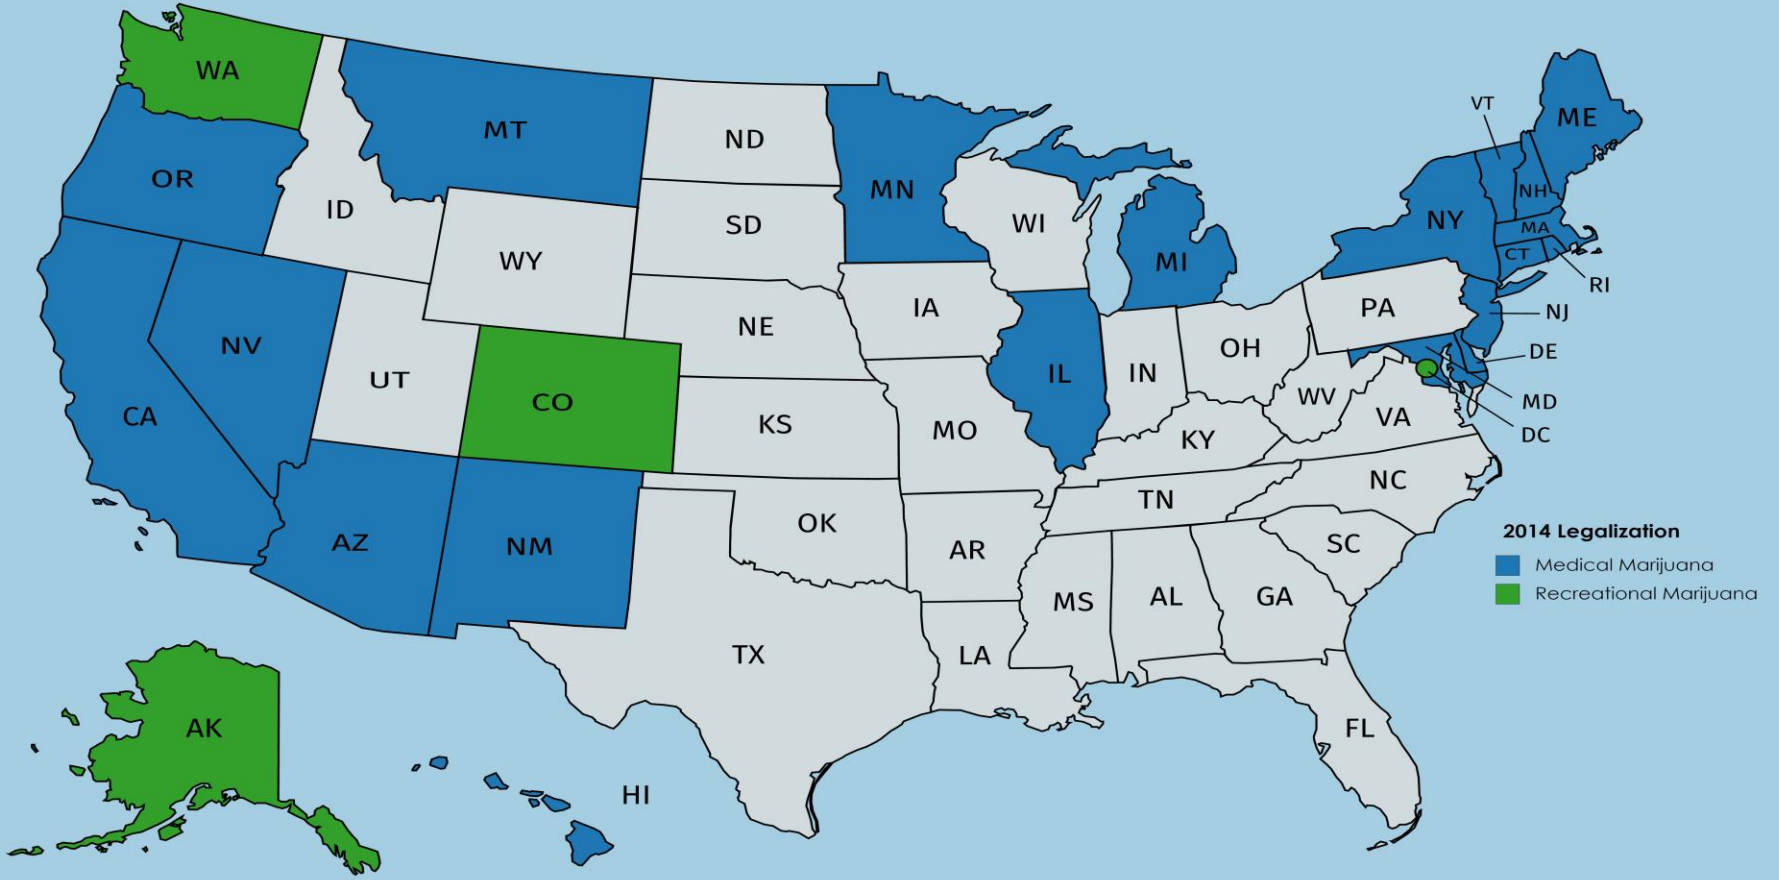 WA
MT
ND
MN
VT
ME
OR
ID
SD
WI
NH
NY
MA
WY
MI
CT
RI
NV
NE
IA
PA
NJ
UT
CO
IL
IN
OH
DE
CA
KS
MO
WV
VA
MD
KY
DC
AZ
NM
OK
AR
TN
NC
SC
2014 Legalization
Medical Marijuana
Recreational Marijuana
MS
AL
GA
TX
LA
AK
HI
FL